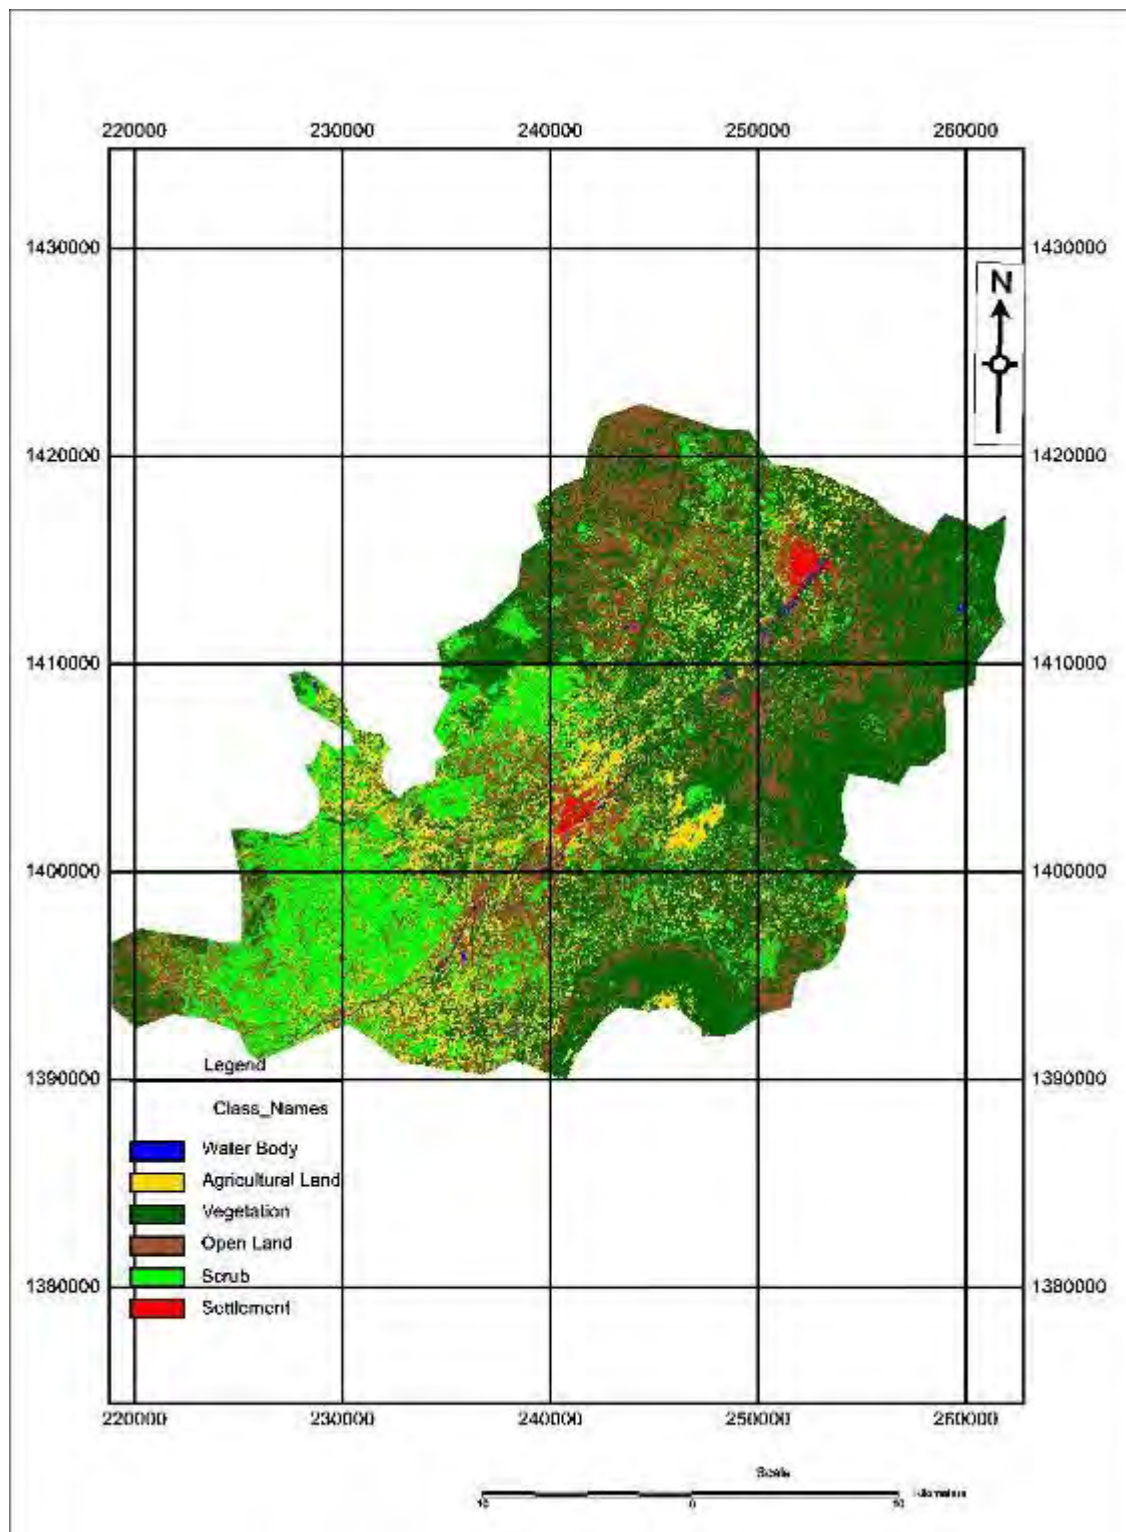 220000 230000 240000 250000 260000
1430000 1430000
N
1420000 1420000
1410000 1410000
1400000 1400000
Legend
1390000 1390000
Class_Names
Water Body
Agricultural Land
Vegetation
Open Land
Scrub
1380000 1380000
Settlement
220000 230000 240000 250000 260000
Scale
10 0 10 Kilometers